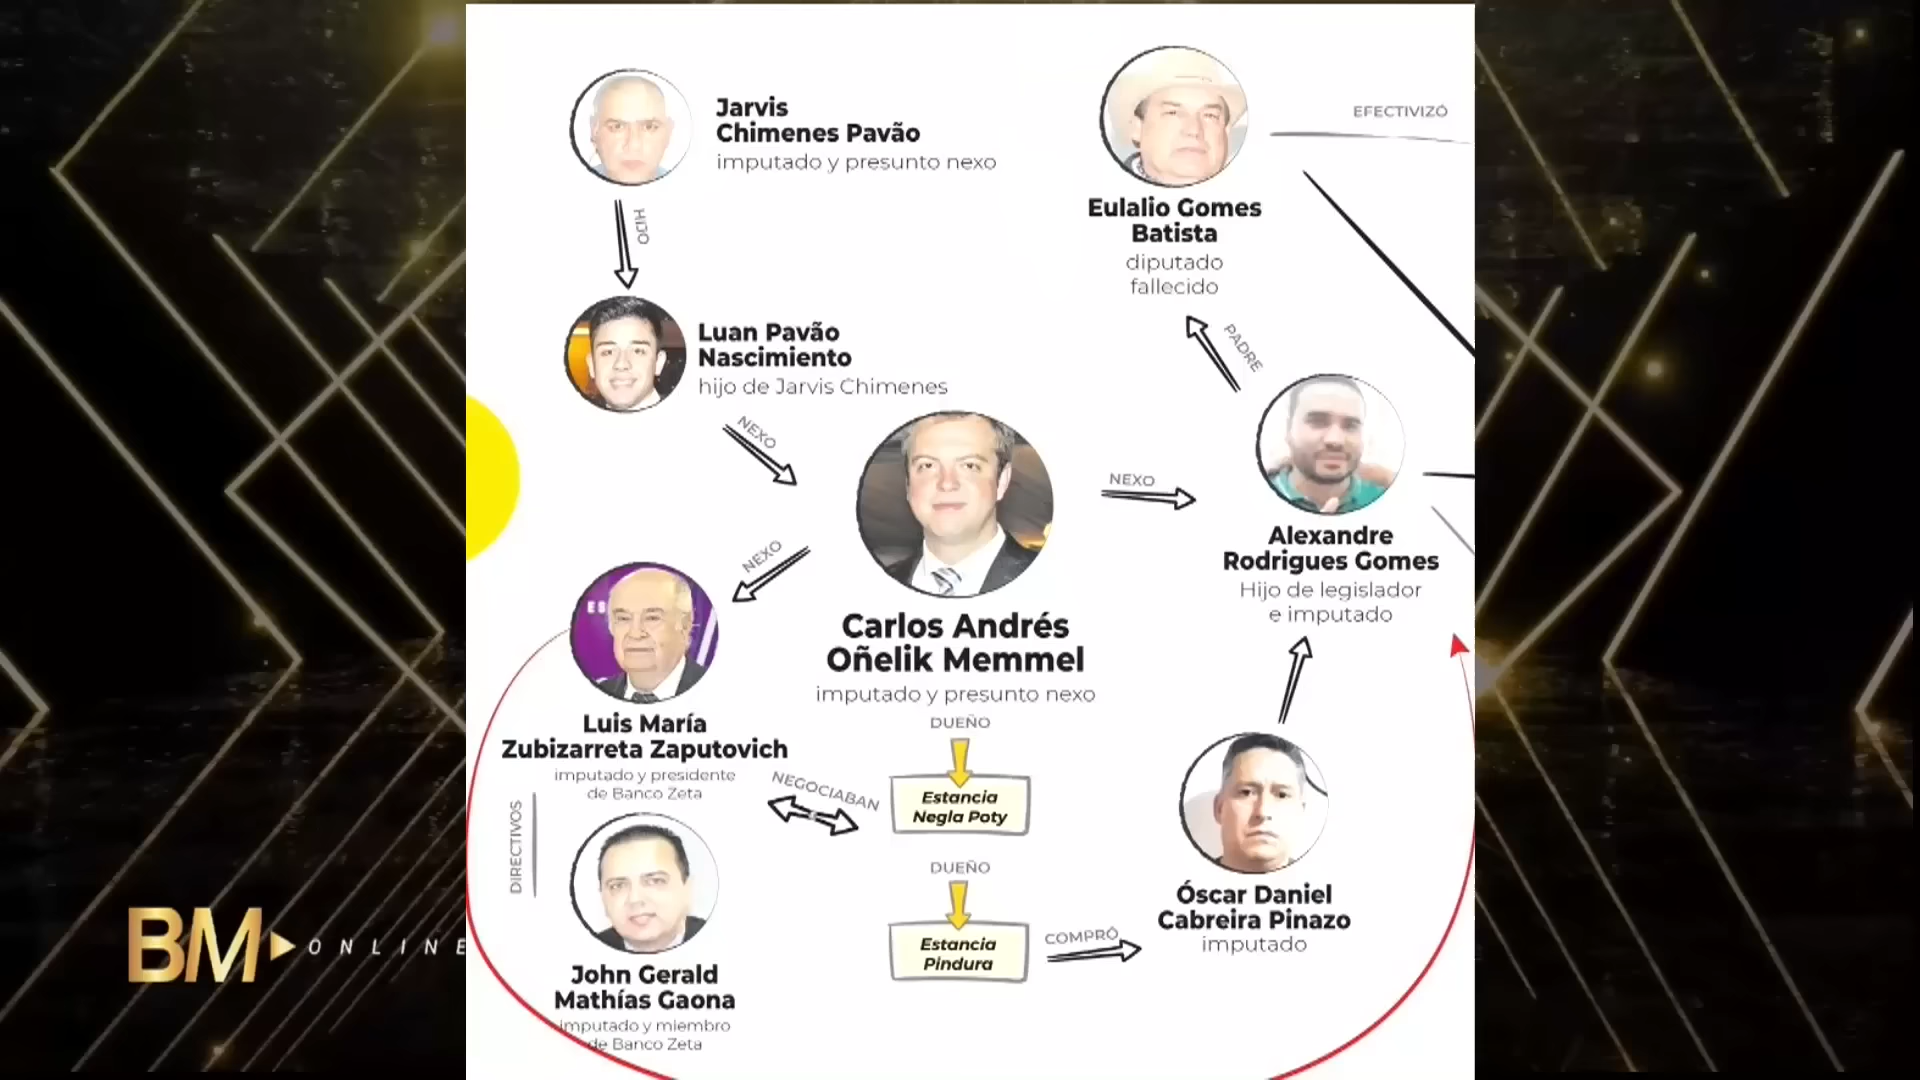 Jarvis
Chimenes Pavão
imputado y presunto nexo
EFECTIVIZÓ
Eulalio Gomes
Batista
diputado
fallecido
HIJO
PADRE
Luan Pavão
Nascimiento
hijo de Jarvis Chimenes
NEXO
NEXO
Alexandre
Rodrigues Gomes
Hijo de legislador
e imputado
NEXO
Carlos Andrés
Oñelik Memmel
imputado y presunto nexo
Luis María
Zubizarreta Zaputovich
imputado y presidente
de Banco Zeta
DUEÑO
Estancia
Negla Poty
NEGOCIABAN
DIRECTIVOS
DUEÑO
Estancia
Pindura
COMPRÓ
Óscar Daniel
Cabreira Pinazo
imputado
John Gerald
Mathías Gaona
imputado y miembro
de Banco Zeta
ES
BM ONLINE